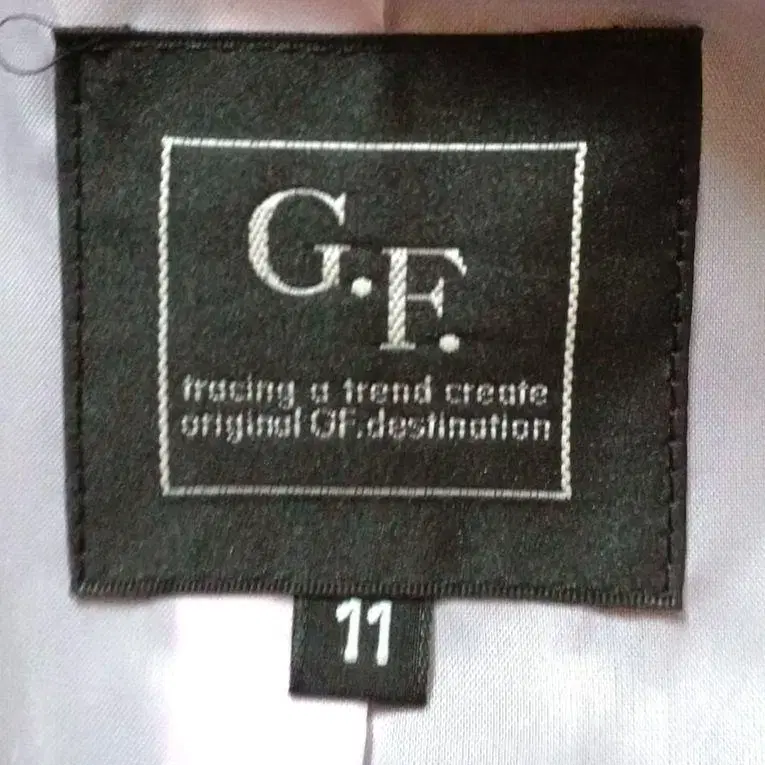 G.F.
tracing a trend create
original GF.destination
11